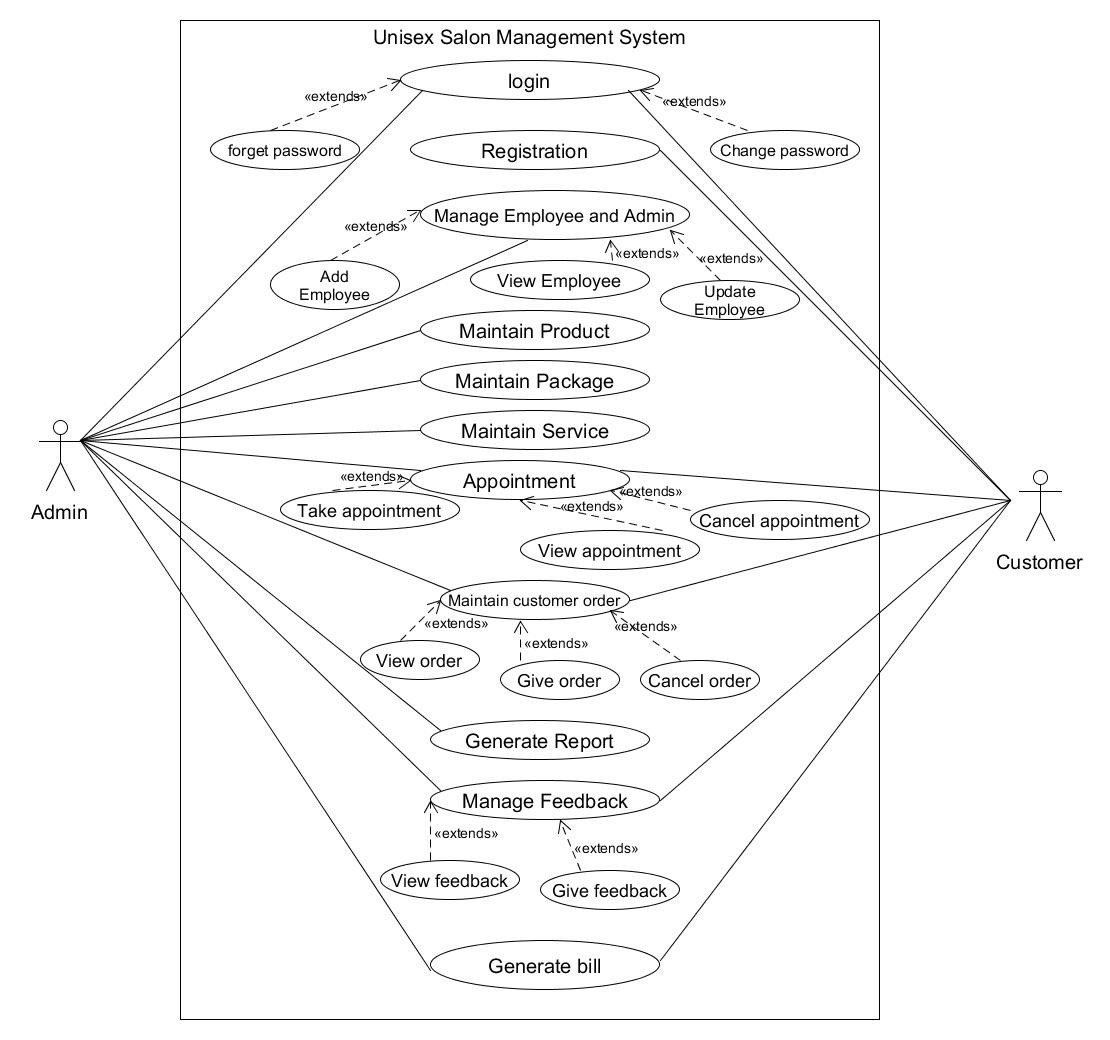 Unisex Salon Management System
login
«extends»
«extends»
forget password
Change password
Registration
Manage Employee and Admin
«extends»
«extends»
«extends»
Add
Employee
View Employee
Update
Employee
Maintain Product
Maintain Package
Maintain Service
Admin
Appointment
«extends»
«extends»
«extends»
Take appointment
Cancel appointment
View appointment
Customer
Maintain customer order
«extends»
«extends»
«extends»
View order
Give order
Cancel order
Generate Report
Manage Feedback
«extends»
«extends»
View feedback
Give feedback
Generate bill